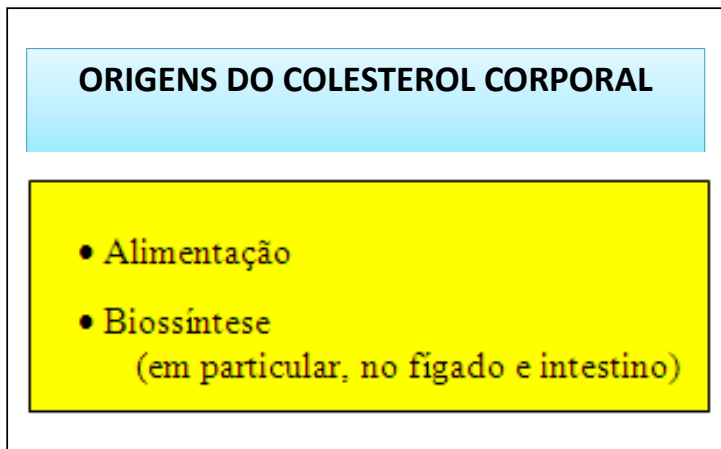 ORIGENS DO COLESTEROL CORPORAL
• Alimentação
• Biossíntese
(em particular, no fígado e intestino)